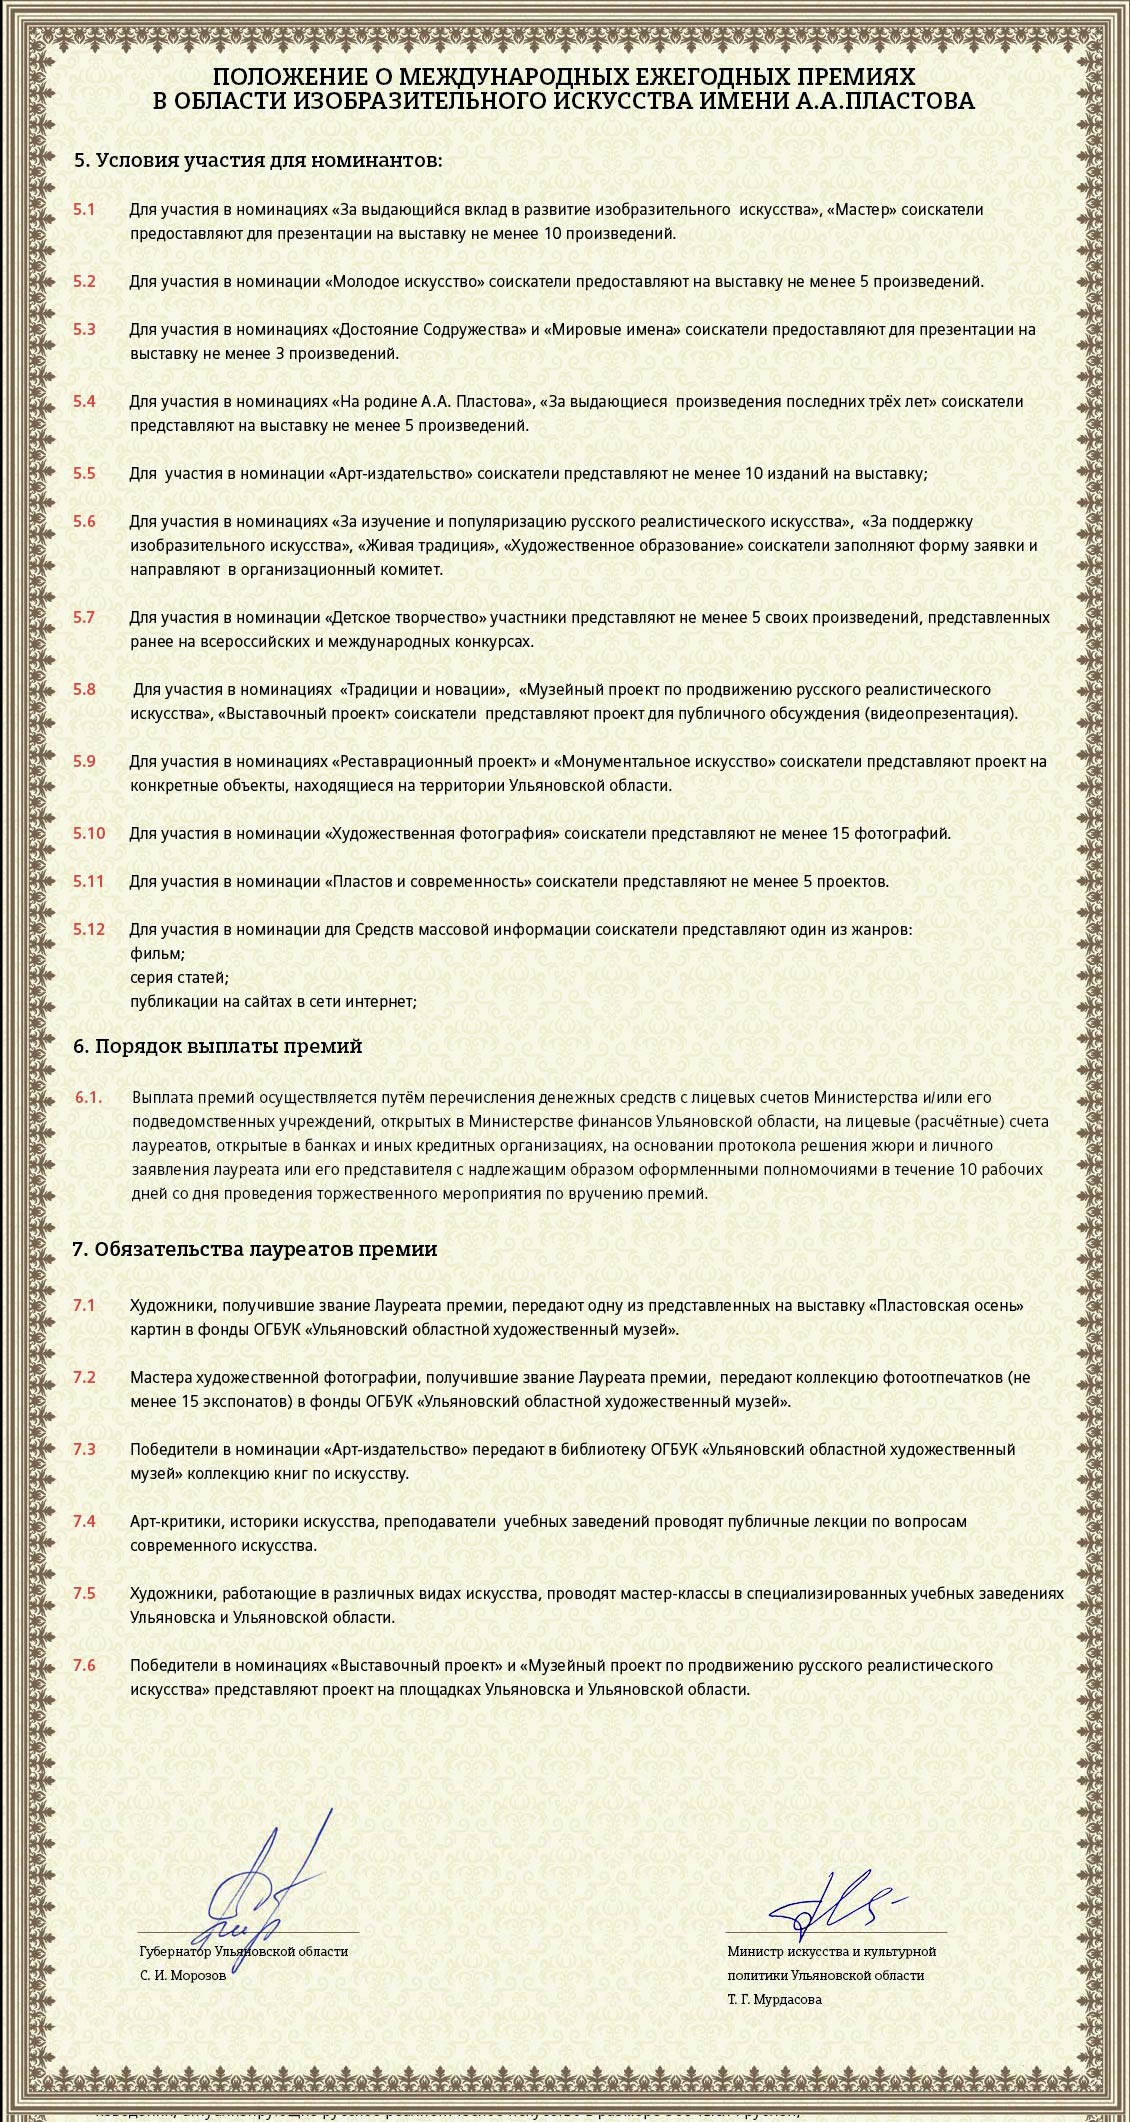 ПОЛОЖЕНИЕ О МЕЖДУНАРОДНЫХ ЕЖЕГОДНЫХ ПРЕМИЯХ
В ОБЛАСТИ ИЗОБРАЗИТЕЛЬНОГО ИСКУССТВА ИМЕНИ А.А.ПЛАСТОВА
5. Условия участия для номинантов:
5.1 Для участия в номинациях «За выдающийся вклад в развитие изобразительного искусства», «Мастер» соискатели
предоставляют для презентации на выставку не менее 10 произведений.
5.2 Для участия в номинации «Молодое искусство» соискатели предоставляют на выставку не менее 5 произведений.
5.3 Для участия в номинациях «Достояние Содружества» и «Мировые имена» соискатели предоставляют для презентации на
выставку не менее 3 произведений.
5.4 Для участия в номинациях «На родине А.А. Пластова», «За выдающиеся произведения последних трёх лет» соискатели
представляют на выставку не менее 5 произведений.
5.5 Для участия в номинации «Арт-издательство» соискатели представляют не менее 10 изданий на выставку;
5.6 Для участия в номинациях «За изучение и популяризацию русского реалистического искусства», «За поддержку
изобразительного искусства», «Живая традиция», «Художественное образование» соискатели заполняют форму заявки и
направляют в организационный комитет.
5.7 Для участия в номинации «Детское творчество» участники представляют не менее 5 своих произведений, представленных
ранее на всероссийских и международных конкурсах.
5.8 Для участия в номинациях «Традиции и новации», «Музейный проект по продвижению русского реалистического
искусства», «Выставочный проект» соискатели представляют проект для публичного обсуждения (видеопрезентация).
5.9 Для участия в номинациях «Реставрационный проект» и «Монументальное искусство» соискатели представляют проект на
конкретные объекты, находящиеся на территории Ульяновской области.
5.10 Для участия в номинации «Художественная фотография» соискатели представляют не менее 15 фотографий.
5.11 Для участия в номинации «Пластов и современность» соискатели представляют не менее 5 проектов.
5.12 Для участия в номинации для Средств массовой информации соискатели представляют один из жанров:
фильм;
серия статей;
публикации на сайтах в сети интернет;
6. Порядок выплаты премий
6.1. Выплата премий осуществляется путём перечисления денежных средств с лицевых счетов Министерства и/или его
подведомственных учреждений, открытых в Министерстве финансов Ульяновской области, на лицевые (расчётные) счета
лауреатов, открытые в банках и иных кредитных организациях, на основании протокола решения жюри и личного
заявления лауреата или его представителя с надлежащим образом оформленными полномочиями в течение 10 рабочих
дней со дня проведения торжественного мероприятия по вручению премий.
7. Обязательства лауреатов премии
7.1 Художники, получившие звание Лауреата премии, передают одну из представленных на выставку «Пластовская осень»
картин в фонды ОГБУК «Ульяновский областной художественный музей».
7.2 Мастера художественной фотографии, получившие звание Лауреата премии, передают коллекцию фотоотпечатков (не
менее 15 экспонатов) в фонды ОГБУК «Ульяновский областной художественный музей».
7.3 Победители в номинации «Арт-издательство» передают в библиотеку ОГБУК «Ульяновский областной художественный
музей» коллекцию книг по искусству.
7.4 Арт-критики, историки искусства, преподаватели учебных заведений проводят публичные лекции по вопросам
современного искусства.
7.5 Художники, работающие в различных видах искусства, проводят мастер-классы в специализированных учебных заведениях
Ульяновска и Ульяновской области.
7.6 Победители в номинациях «Выставочный проект» и «Музейный проект по продвижению русского реалистического
искусства» представляют проект на площадках Ульяновска и Ульяновской области.
Губернатор Ульяновской области
С. И. Морозов
Министр искусства и культурной
политики Ульяновской области
Т. Г. Мурдасова